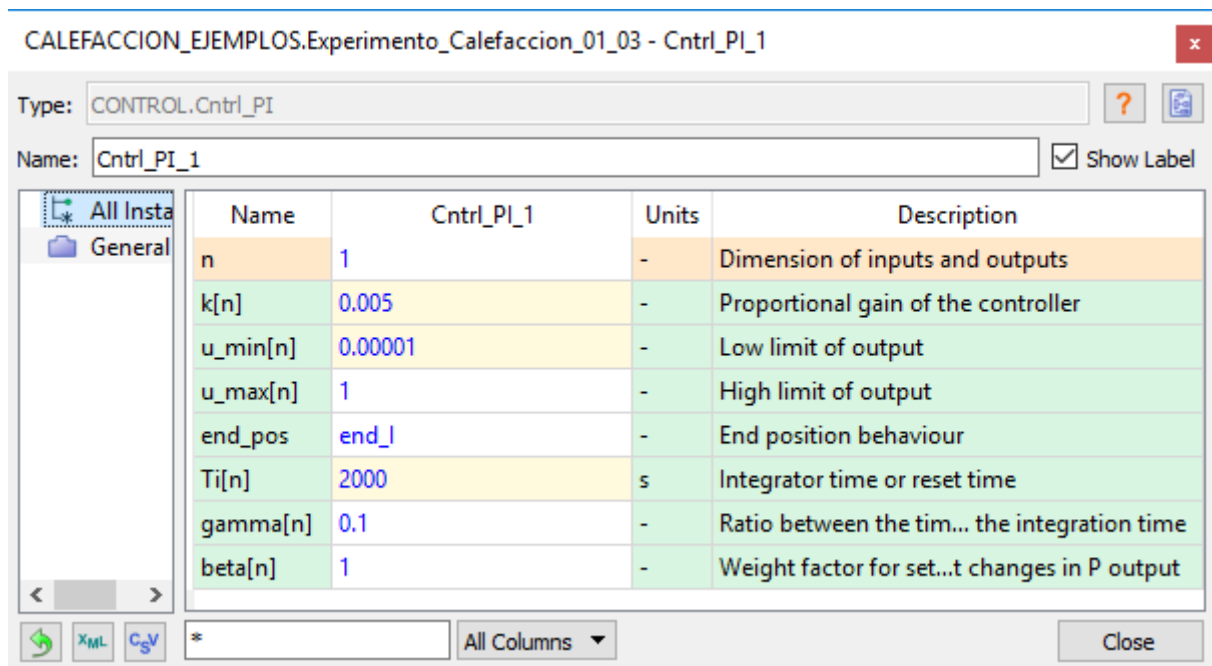 CALEFACCION_EJEMPLOS.Experimento_Calefaccion_01_03 - Cntrl_PI_1
x
Type: CONTROL.Cntrl_PI ?
Name: Cntrl_PI_1 Show Label
All Insta
General
Name Cntrl_PI_1 Units Description
n 1 - Dimension of inputs and outputs
k[n] 0.005 - Proportional gain of the controller
u_min[n] 0.00001 - Low limit of output
u_max[n] 1 - High limit of output
end_pos end_l - End position behaviour
Ti[n] 2000 s Integrator time or reset time
gamma[n] 0.1 - Ratio between the tim... the integration time
beta[n] 1 - Weight factor for set...t changes in P output
< >
XML CSV * All Columns Close